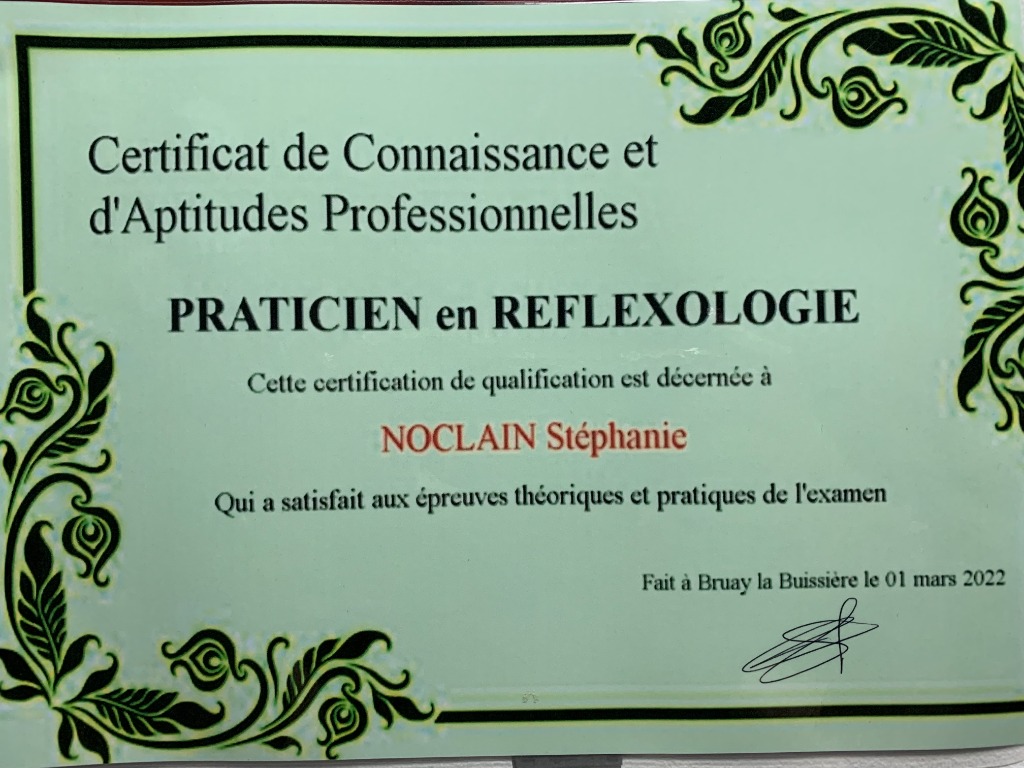 Certificat de Connaissance et
d'Aptitudes Professionnelles
PRATICIEN en REFLEXOLOGIE
Cette certification de qualification est décernée à
NOCLAIN Stéphanie
Qui a satisfait aux épreuves théoriques et pratiques de l'examen
Fait à Bruay la Buissière le 01 mars 2022